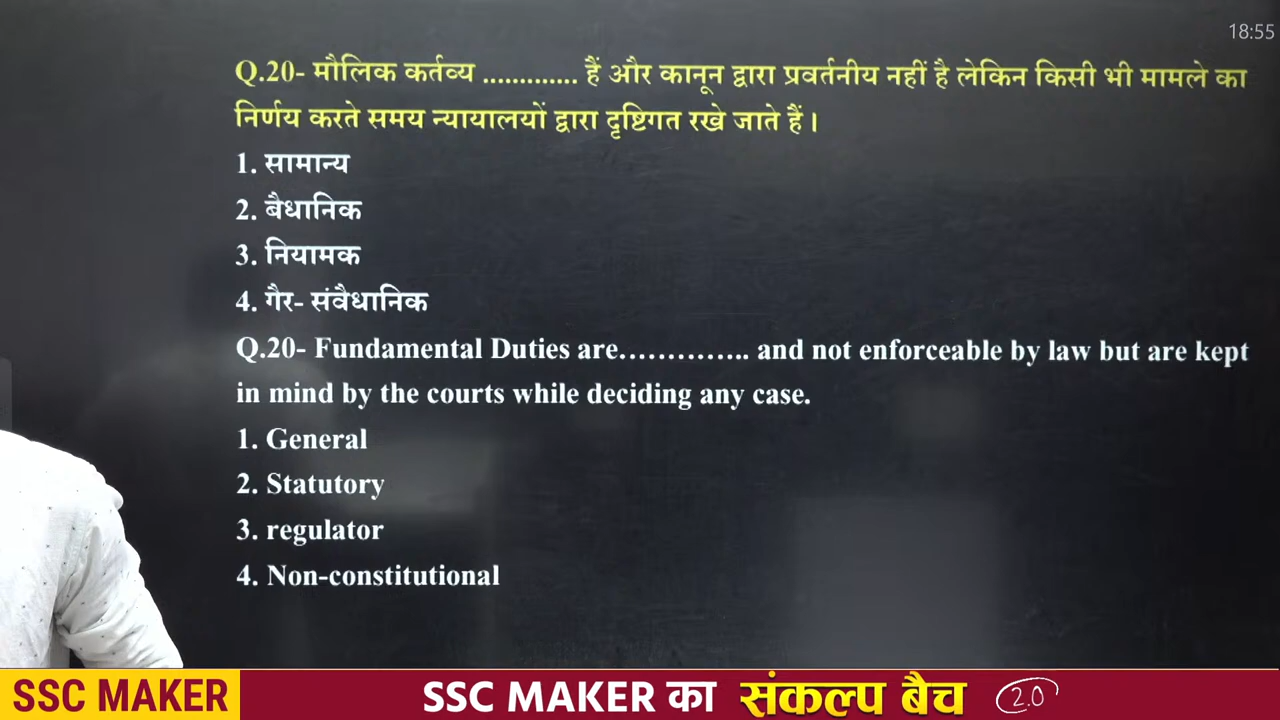 18:55
Q.20- मौलिक कर्तव्य ............. हैं और कानून द्वारा प्रवर्तनीय नहीं है लेकिन किसी भी मामले का
निर्णय करते समय न्यायालयों द्वारा दृष्टिगत रखे जाते हैं।
1. सामान्य
2. बैधानिक
3. नियामक
4. गैर- संवैधानिक
Q.20- Fundamental Duties are………….. and not enforceable by law but are kept
in mind by the courts while deciding any case.
1. General
2. Statutory
3. regulator
4. Non-constitutional
SSC MAKER SSC MAKER का संकल्प बैच 2.0